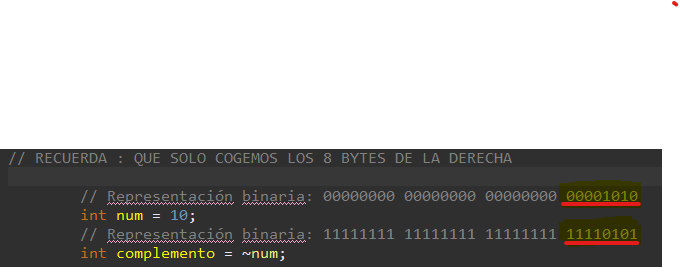 // RECUERDA : QUE SOLO COGEMOS LOS 8 BYTES DE LA DERECHA
// Representación binaria: 00000000 00000000 00000000 00001010
int num = 10;
// Representación binaria: 11111111 11111111 11111111 11110101
int complemento = ~num;